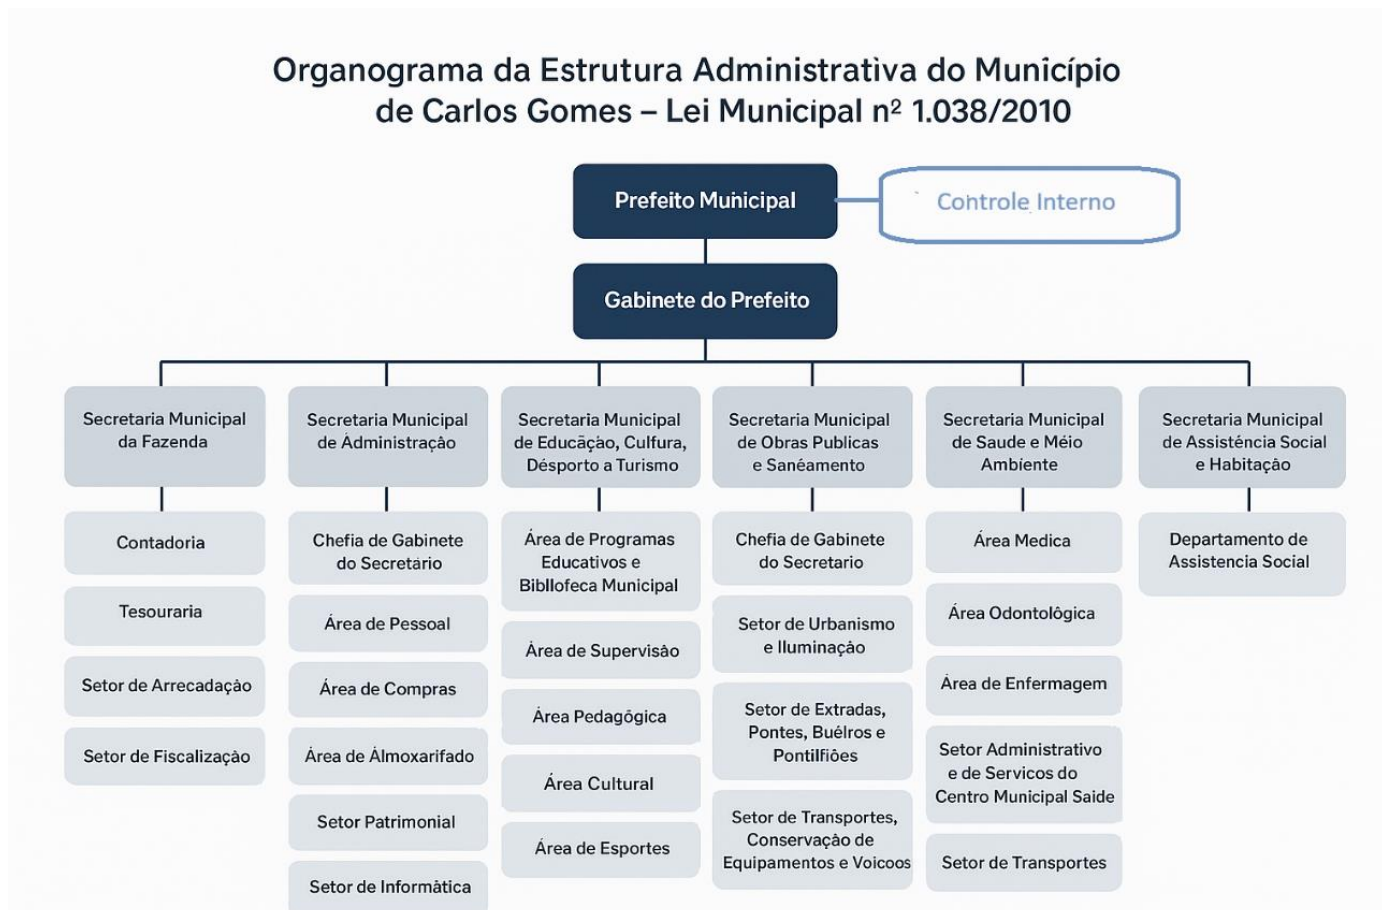 Organograma da Estrutura Administrativa do Município
de Carlos Gomes – Lei Municipal nº 1.038/2010
Prefeito Municipal
Controle Interno
Gabinete do Prefeito
Secretaria Municipal
da Fazenda
Contadoria
Tesouraria
Setor de Arrecadação
Setor de Fiscalização
Secretaria Municipal
de Administração
Chefia de Gabinete
do Secretário
Área de Pessoal
Área de Compras
Área de Álmoxarifado
Setor Patrimonial
Setor de Informàtica
Secretaria Municipal
de Educãçao, Culfura,
Désporto a Turismo
Área de Programas
Educativos e
Bibllofeca Municipal
Área de Supervisão
Área Pedagôgica
Área Cultural
Área de Esportes
Secretaria Municipal
de Obras Publicas
e Sanéamento
Chefia de Gabinete
do Secretario
Setor de Urbanismo
e Iluminação
Setor de Extradas,
Pontes, Buélros e
Pontilfiões
Setor de Transportes,
Conservação de
Equipamentos e Voicoos
Secretaria Municipal
de Saude e Méio
Ambiente
Área Medica
Área Odontolôgica
Área de Enfermagem
Setor Administrativo
e de Servicos do
Centro Municipal Saide
Setor de Transportes
Secretaria Municipal
de Assisténcia Social
e Habitação
Departamento de
Assistencia Social